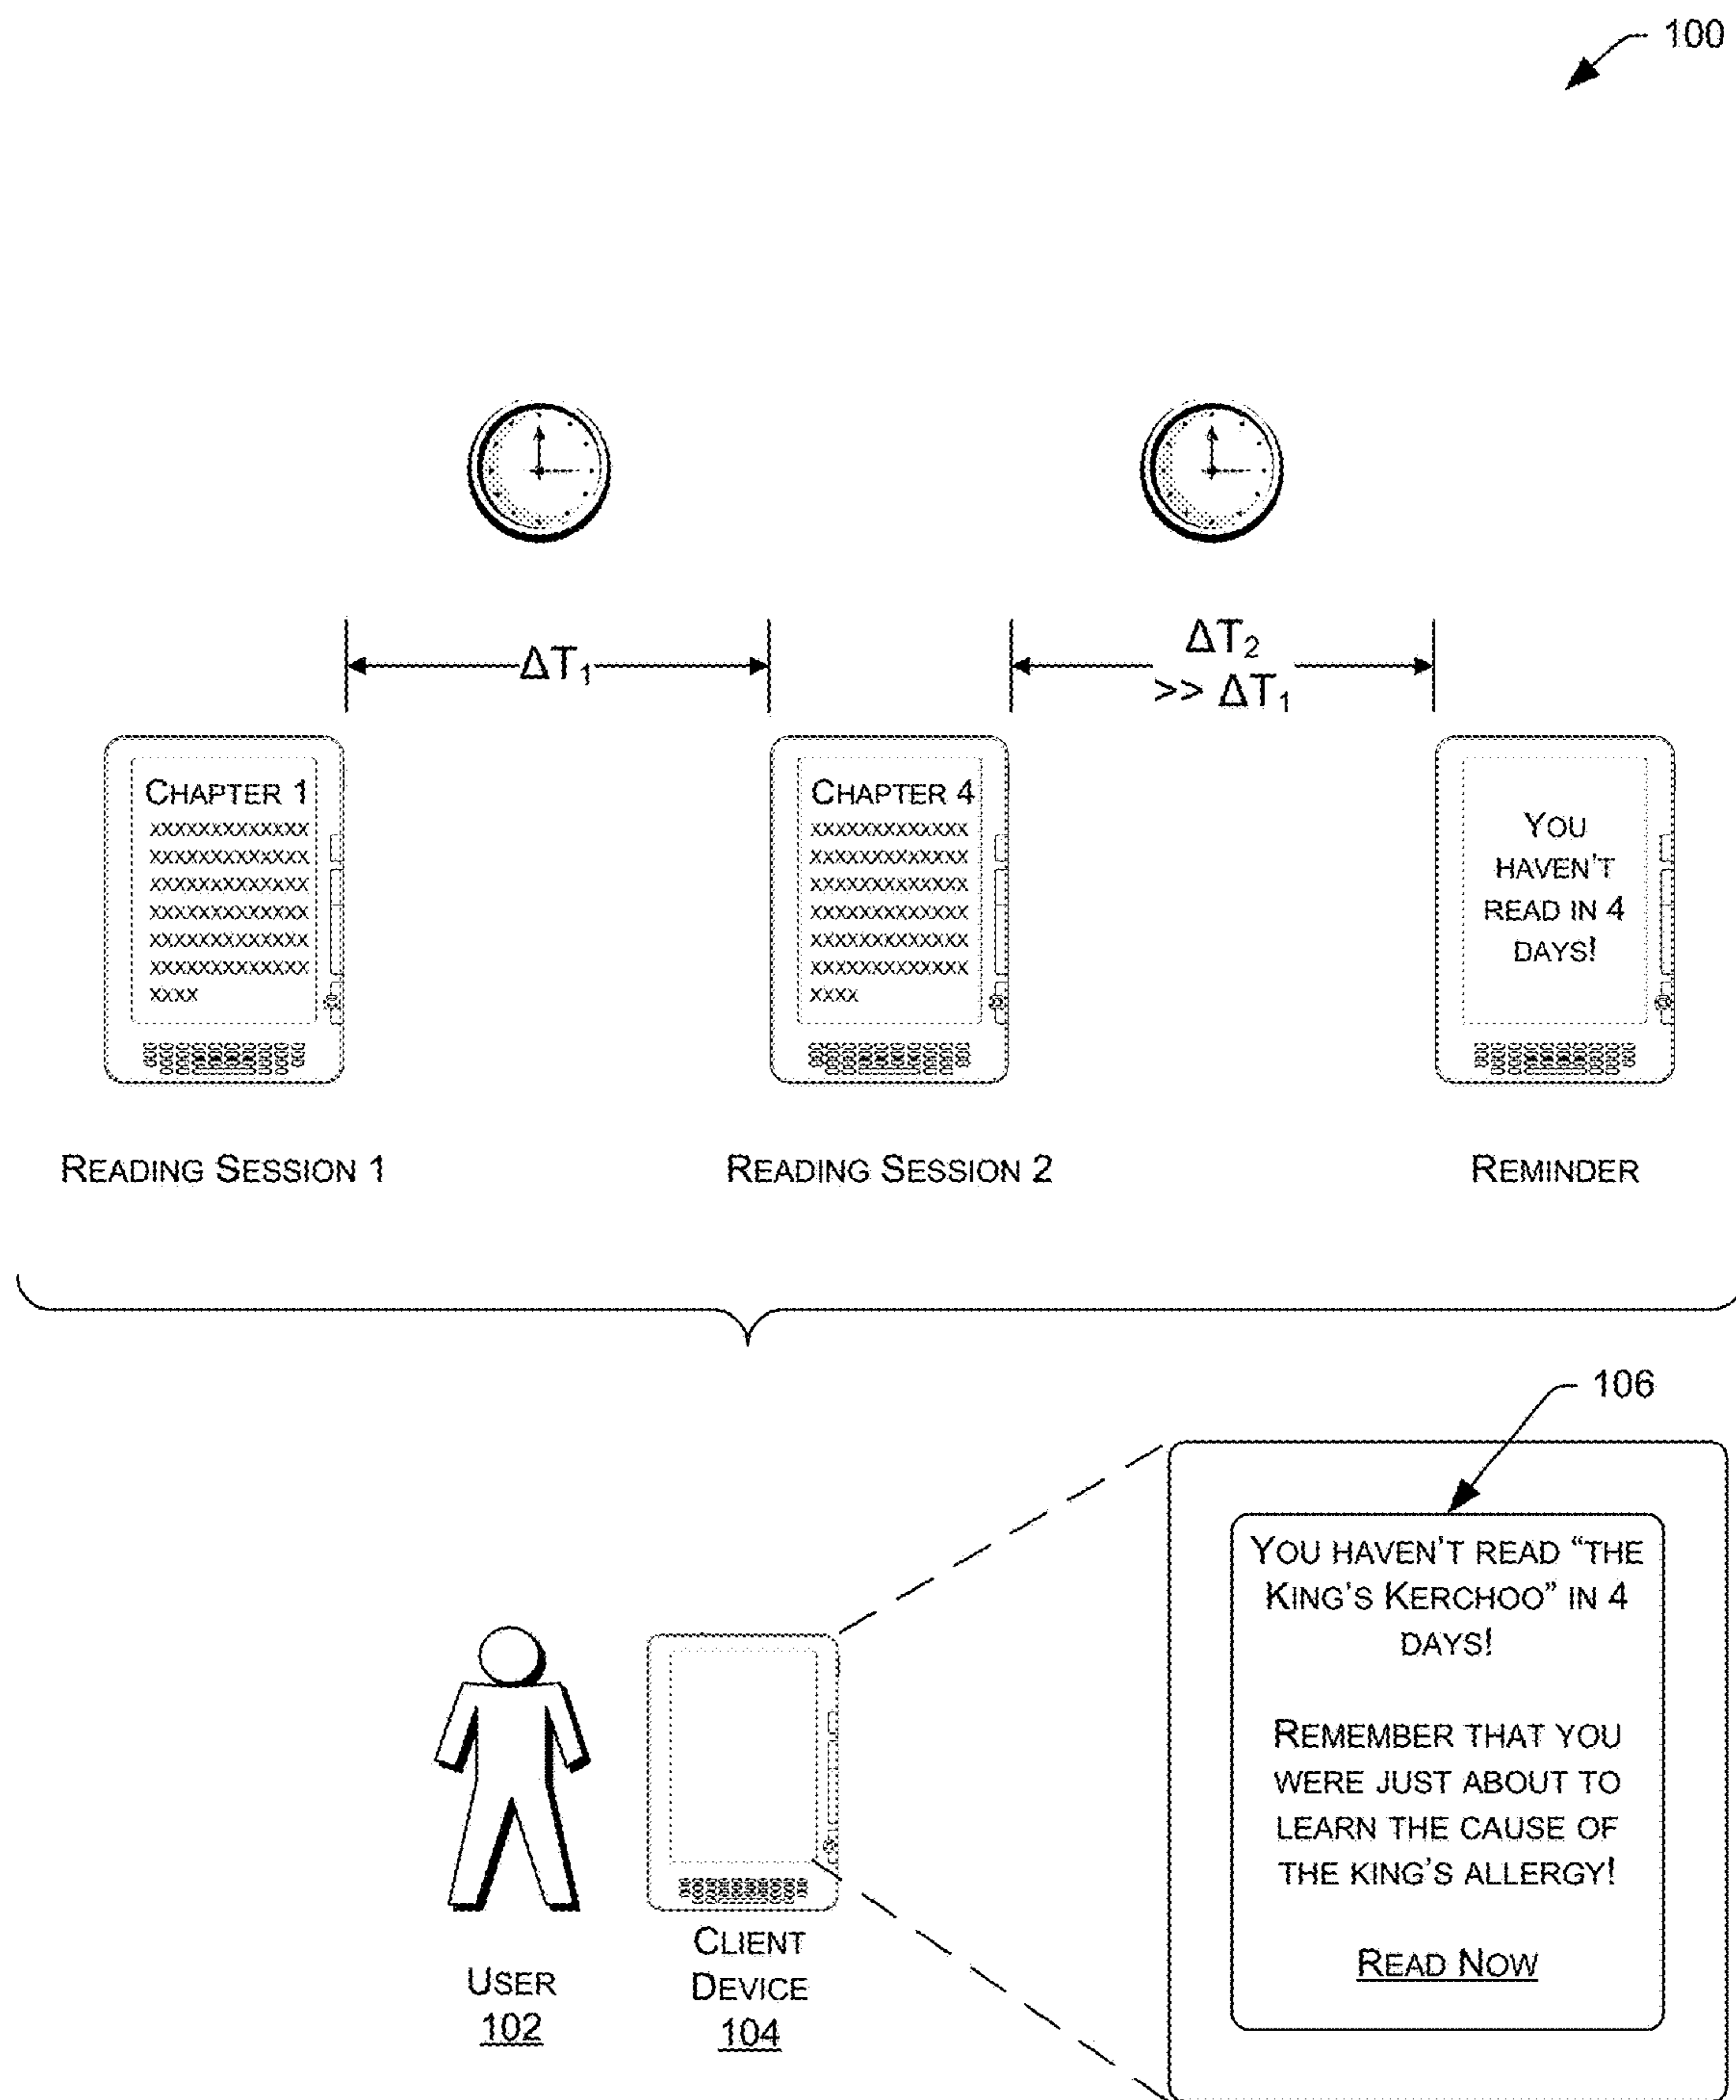 100
ΔT₁
ΔT₂
>> ΔT₁
CHAPTER 1
XXXXXXXXXXXXX
XXXXXXXXXXXXX
XXXXXXXXXXXXX
XXXXXXXXXXXXX
XXXXXXXXXXXXX
XXXXXXXXXXXXX
XXXX
CHAPTER 4
XXXXXXXXXXXXX
XXXXXXXXXXXXX
XXXXXXXXXXXXX
XXXXXXXXXXXXX
XXXXXXXXXXXXX
XXXXXXXXXXXXX
XXXX
YOU
HAVEN'T
READ IN 4
DAYS!
READING SESSION 1
READING SESSION 2
REMINDER
106
YOU HAVEN'T READ “THE
KING'S KERCHOO” IN 4
DAYS!
REMEMBER THAT YOU
WERE JUST ABOUT TO
LEARN THE CAUSE OF
THE KING'S ALLERGY!
READ NOW
USER
102
CLIENT
DEVICE
104